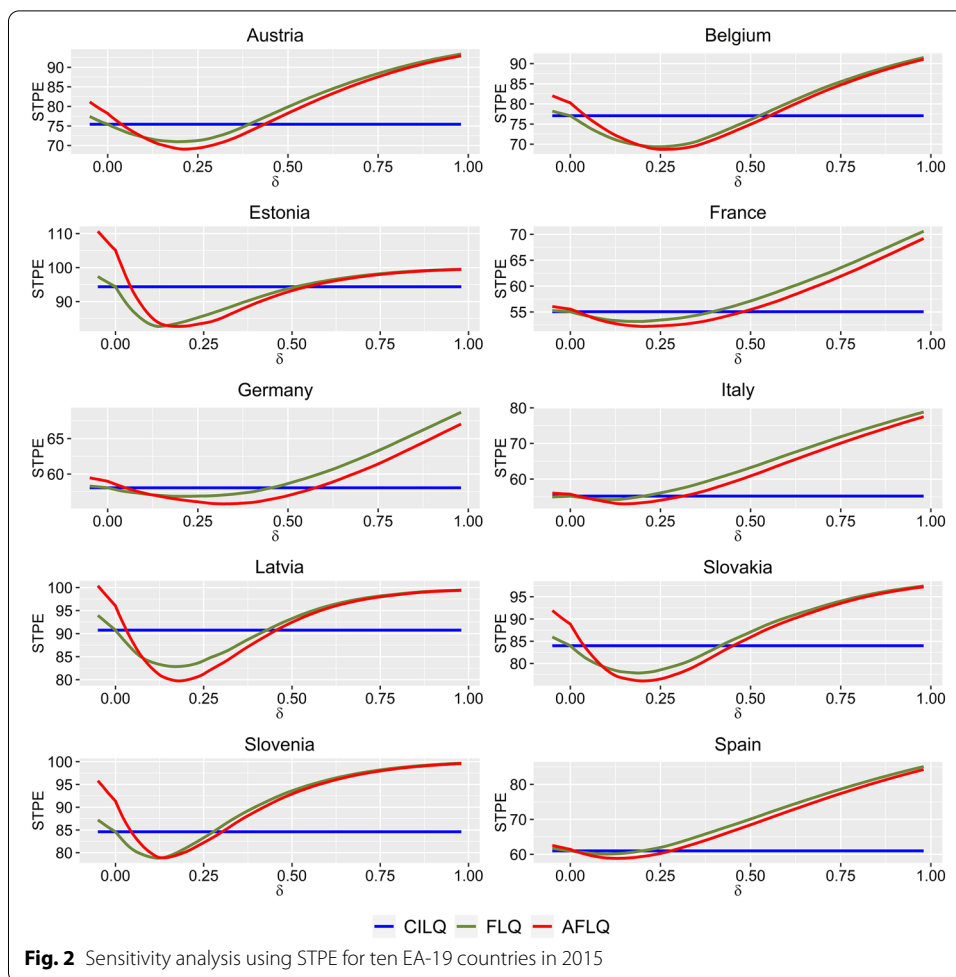 Austria
STPE
90
85
80
75
70
0.00 0.25 0.50 0.75 1.00
δ
Belgium
STPE
90
85
80
75
70
0.00 0.25 0.50 0.75 1.00
δ
Estonia
STPE
110
100
90
0.00 0.25 0.50 0.75 1.00
δ
France
STPE
70
65
60
55
0.00 0.25 0.50 0.75 1.00
δ
Germany
STPE
65
60
0.00 0.25 0.50 0.75 1.00
δ
Italy
STPE
80
70
60
0.00 0.25 0.50 0.75 1.00
δ
Latvia
STPE
100
95
90
85
80
0.00 0.25 0.50 0.75 1.00
δ
Slovakia
STPE
95
90
85
80
0.00 0.25 0.50 0.75 1.00
δ
Slovenia
STPE
100
95
90
85
80
0.00 0.25 0.50 0.75 1.00
δ
Spain
STPE
80
70
60
0.00 0.25 0.50 0.75 1.00
δ
CILQ FLQ AFLQ
Fig. 2 Sensitivity analysis using STPE for ten EA-19 countries in 2015